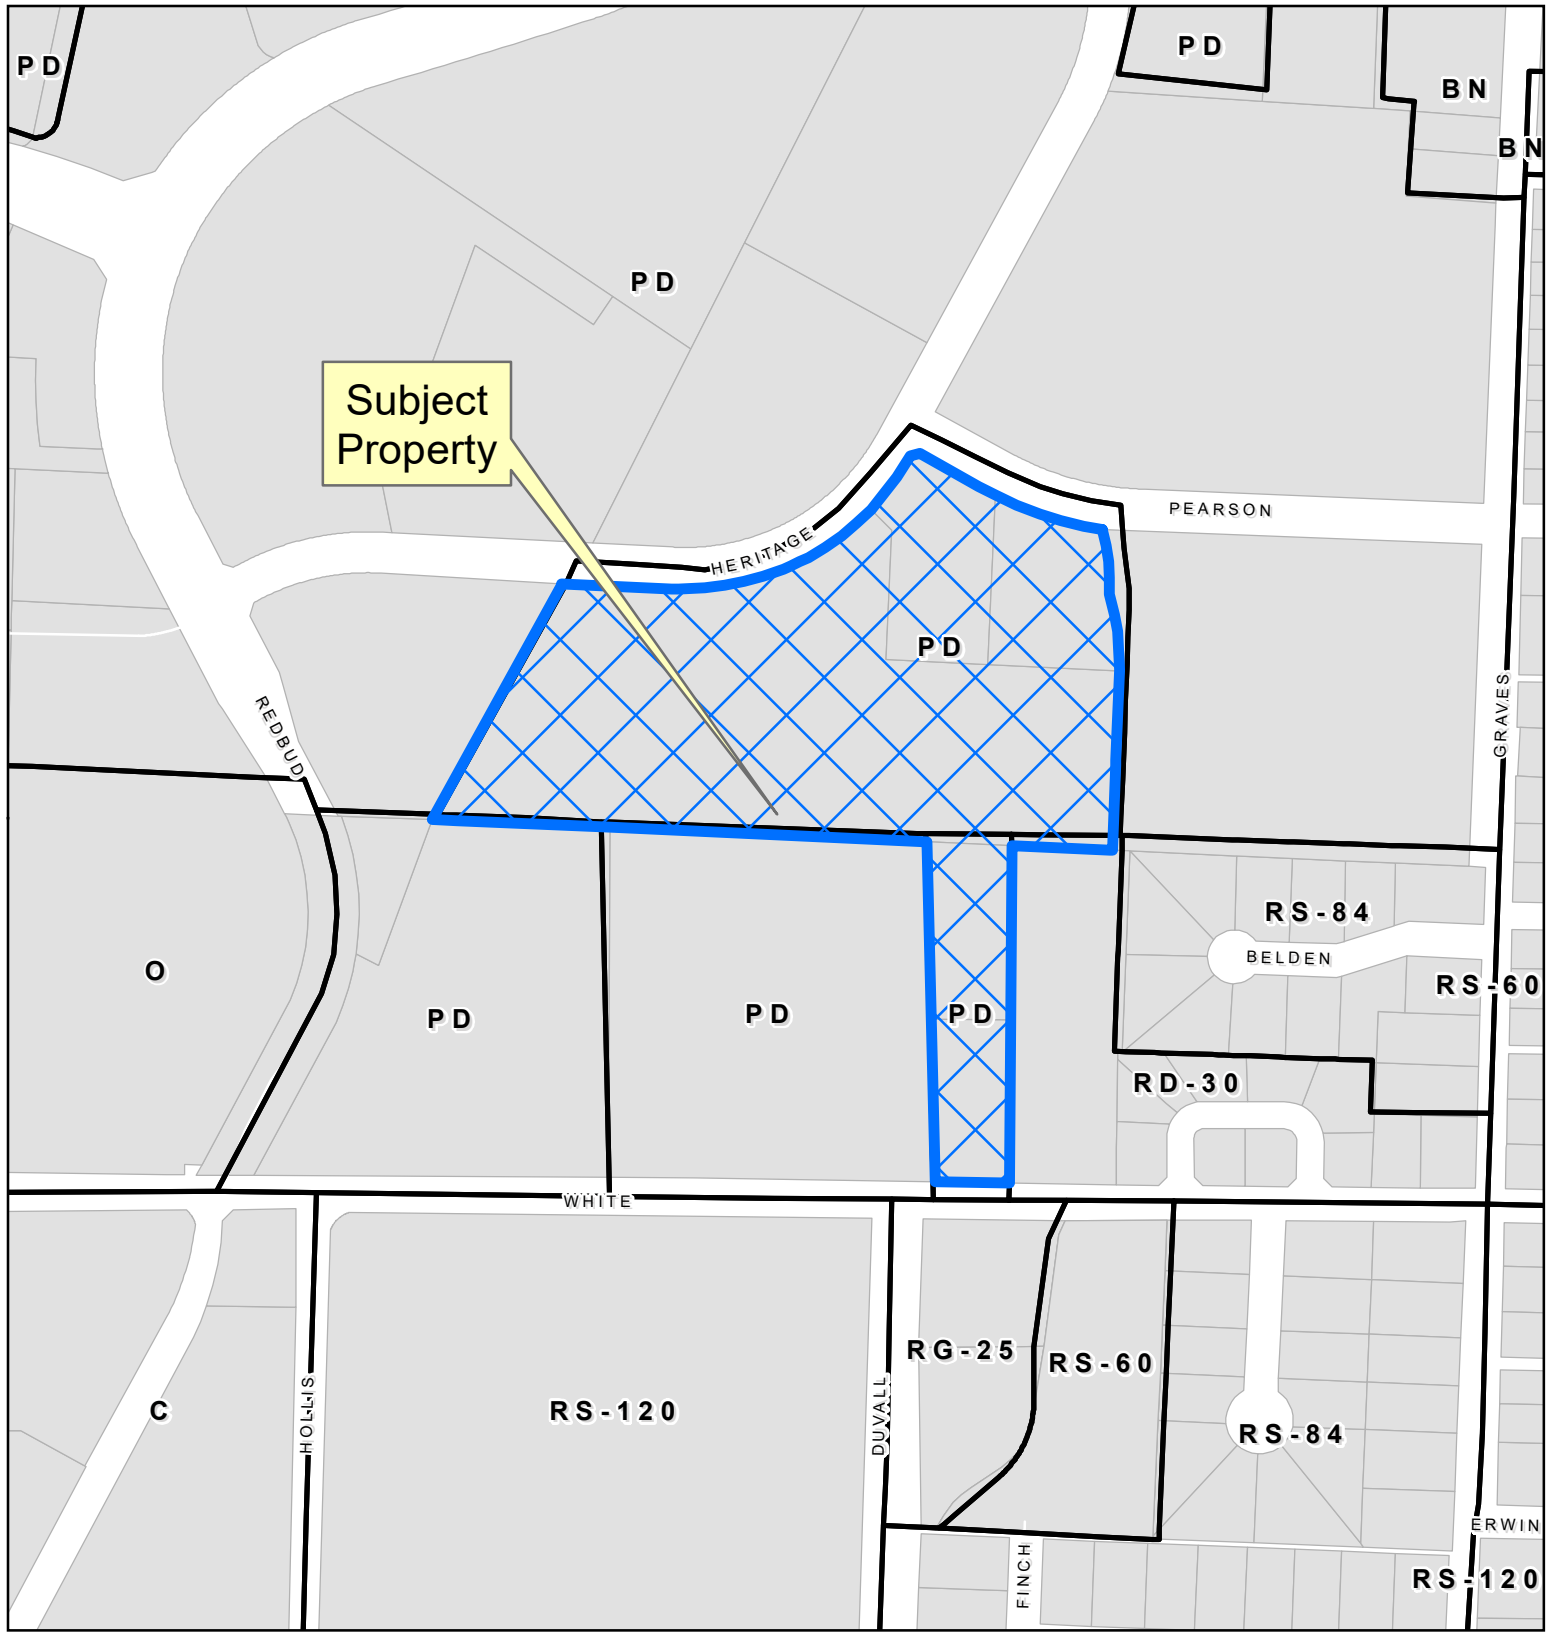 PD
PD
BN
BN
PD
Subject
Property
PEARSON
HERITAGE
PD
REDBUD
GRAVES
RS-84
BELDEN
O
RS-60
PD
PD
PD
RD-30
WHITE
RG-25
RS-60
C
HOLLIS
RS-120
DUVALL
RS-84
ERWIN
FINCH
RS-120